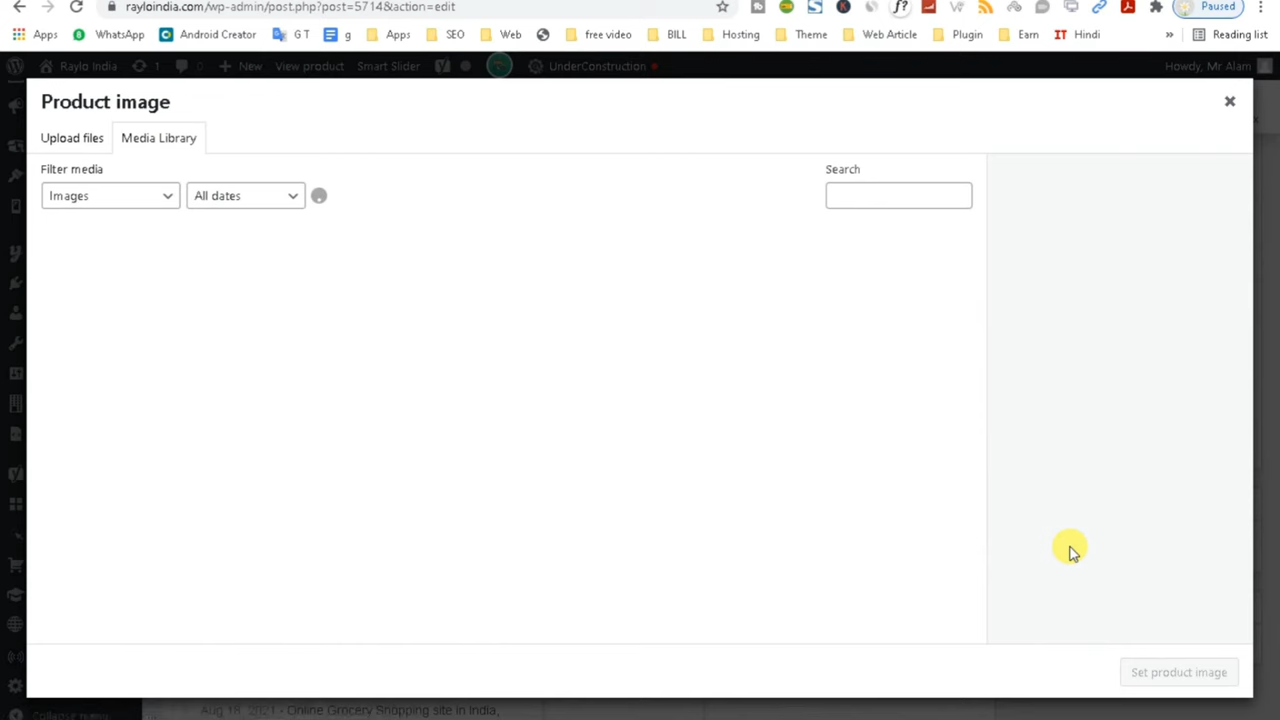 rayloindia.com/wp-admin/post.php?post=5714&action=edit
Paused
Apps WhatsApp Android Creator G T g Apps SEO Web free video BILL Hosting Theme Web Article Plugin Earn IT Hindi » Reading list
Raylo India 1 0 + New View product Smart Slider UnderConstruction Howdy, Mr Alam
Product image
Upload files Media Library
Filter media Search
Images All dates
Set product image
Collapse menu Aug 18, 2021 - Online Grocery Shopping site in India,